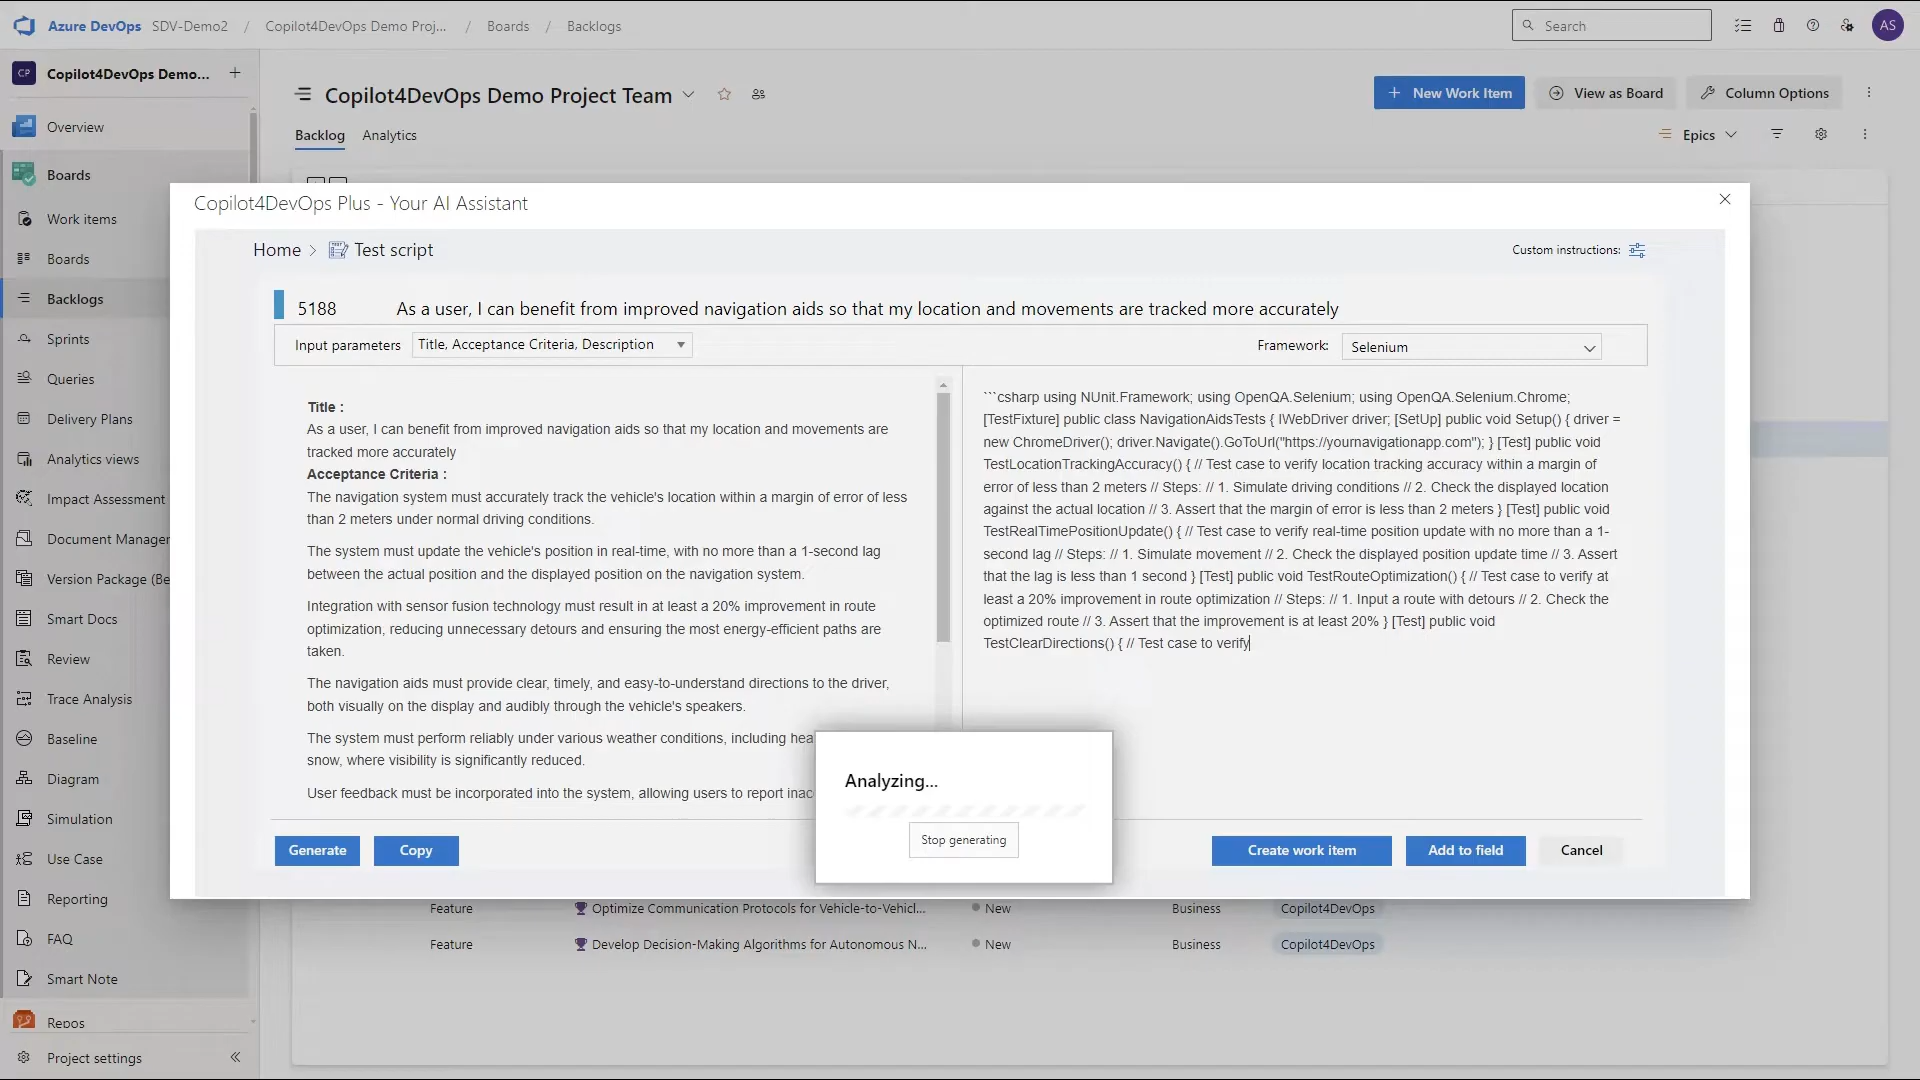 Azure DevOps SDV-Demo2 / Copilot4DevOps Demo Proj... / Boards / Backlogs
Search
AS
CP Copilot4DevOps Demo... +
Overview
Boards
Work items
Boards
Backlogs
Sprints
Queries
Delivery Plans
Analytics views
Impact Assessment
Document Manager
Version Package (Be
Smart Docs
Review
Trace Analysis
Baseline
Diagram
Simulation
Use Case
Reporting
FAQ
Smart Note
Repos
Project settings
Copilot4DevOps Demo Project Team
+ New Work Item
View as Board
Column Options
Backlog Analytics
Epics
Copilot4DevOps Plus - Your AI Assistant
Home > Test script
Custom instructions:
5188 As a user, I can benefit from improved navigation aids so that my location and movements are tracked more accurately
Input parameters Title, Acceptance Criteria, Description
Framework: Selenium
Title :
As a user, I can benefit from improved navigation aids so that my location and movements are
tracked more accurately
Acceptance Criteria :
The navigation system must accurately track the vehicle's location within a margin of error of less
than 2 meters under normal driving conditions.
The system must update the vehicle's position in real-time, with no more than a 1-second lag
between the actual position and the displayed position on the navigation system.
Integration with sensor fusion technology must result in at least a 20% improvement in route
optimization, reducing unnecessary detours and ensuring the most energy-efficient paths are
taken.
The navigation aids must provide clear, timely, and easy-to-understand directions to the driver,
both visually on the display and audibly through the vehicle's speakers.
The system must perform reliably under various weather conditions, including hea
snow, where visibility is significantly reduced.
User feedback must be incorporated into the system, allowing users to report inac
```csharp using NUnit.Framework; using OpenQA.Selenium; using OpenQA.Selenium.Chrome;
[TestFixture] public class NavigationAidsTests { IWebDriver driver; [SetUp] public void Setup() { driver =
new ChromeDriver(); driver.Navigate().GoToUrl("https://yournavigationapp.com"); } [Test] public void
TestLocationTrackingAccuracy() { // Test case to verify location tracking accuracy within a margin of
error of less than 2 meters // Steps: // 1. Simulate driving conditions // 2. Check the displayed location
against the actual location // 3. Assert that the margin of error is less than 2 meters } [Test] public void
TestRealTimePositionUpdate() { // Test case to verify real-time position update with no more than a 1-
second lag // Steps: // 1. Simulate movement // 2. Check the displayed position update time // 3. Assert
that the lag is less than 1 second } [Test] public void TestRouteOptimization() { // Test case to verify at
least a 20% improvement in route optimization // Steps: // 1. Input a route with detours // 2. Check the
optimized route // 3. Assert that the improvement is at least 20% } [Test] public void
TestClearDirections() { // Test case to verify
Analyzing...
Stop generating
Generate
Copy
Create work item
Add to field
Cancel
Feature Optimize Communication Protocols for Vehicle-to-Vehicl... New Business Copilot4DevOps
Feature Develop Decision-Making Algorithms for Autonomous N... New Business Copilot4DevOps